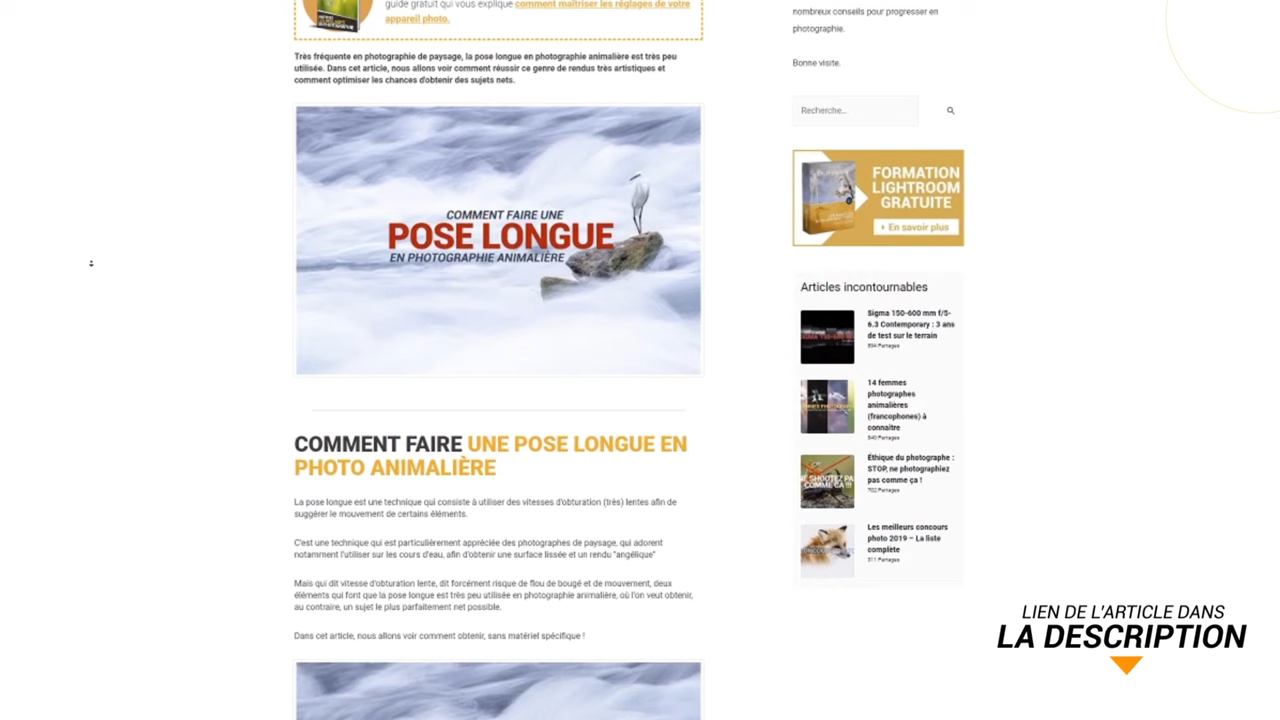 guide gratuit qui vous explique comment maîtriser les réglages de votre
appareil photo.
Très fréquente en photographie de paysage, la pose longue en photographie animalière est très peu
utilisée. Dans cet article, nous allons voir comment réussir ce genre de rendus très artistiques et
comment optimiser les chances d'obtenir des sujets nets.
COMMENT FAIRE UNE
POSE LONGUE
EN PHOTOGRAPHIE ANIMALIÈRE
COMMENT FAIRE UNE POSE LONGUE EN
PHOTO ANIMALIÈRE
La pose longue est une technique qui consiste à utiliser des vitesses d'obturation (très) lentes afin de
suggérer le mouvement de certains éléments.
C'est une technique qui est particulièrement appréciée des photographes de paysage, qui adorent
notamment l'utiliser sur les cours d'eau, afin d'obtenir une surface lissée et un rendu "angélique"
Mais qui dit vitesse d'obturation lente, dit forcément risque de flou de bougé et de mouvement, deux
éléments qui font que la pose longue est très peu utilisée en photographie animalière, où l'on veut obtenir,
au contraire, un sujet le plus parfaitement net possible.
Dans cet article, nous allons voir comment obtenir, sans matériel spécifique !
nombreux conseils pour progresser en
photographie.
Bonne visite.
Recherche...
FORMATION
LIGHTROOM
GRATUITE
En savoir plus
Articles incontournables
Sigma 150-600 mm f/5-
6.3 Contemporary : 3 ans
de test sur le terrain
894 Partages
14 femmes
photographes
animalières
(francophones) à
connaitre
840 Partages
Éthique du photographe :
STOP, ne photographiez
pas comme ça !
702 Partages
Les meilleurs concours
photo 2019 – La liste
complète
311 Partages
LIEN DE L'ARTICLE DANS
LA DESCRIPTION